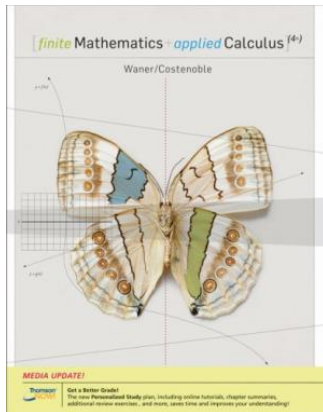 [finite Mathematics + applied Calculus](4e)
Waner/Costenoble
MEDIA UPDATE!
Thomson
NOW!
Get a Better Grade!
The new Personalized Study plan, including online tutorials, chapter summaries,
additional review exercises... and more, saves time and improves your understanding!